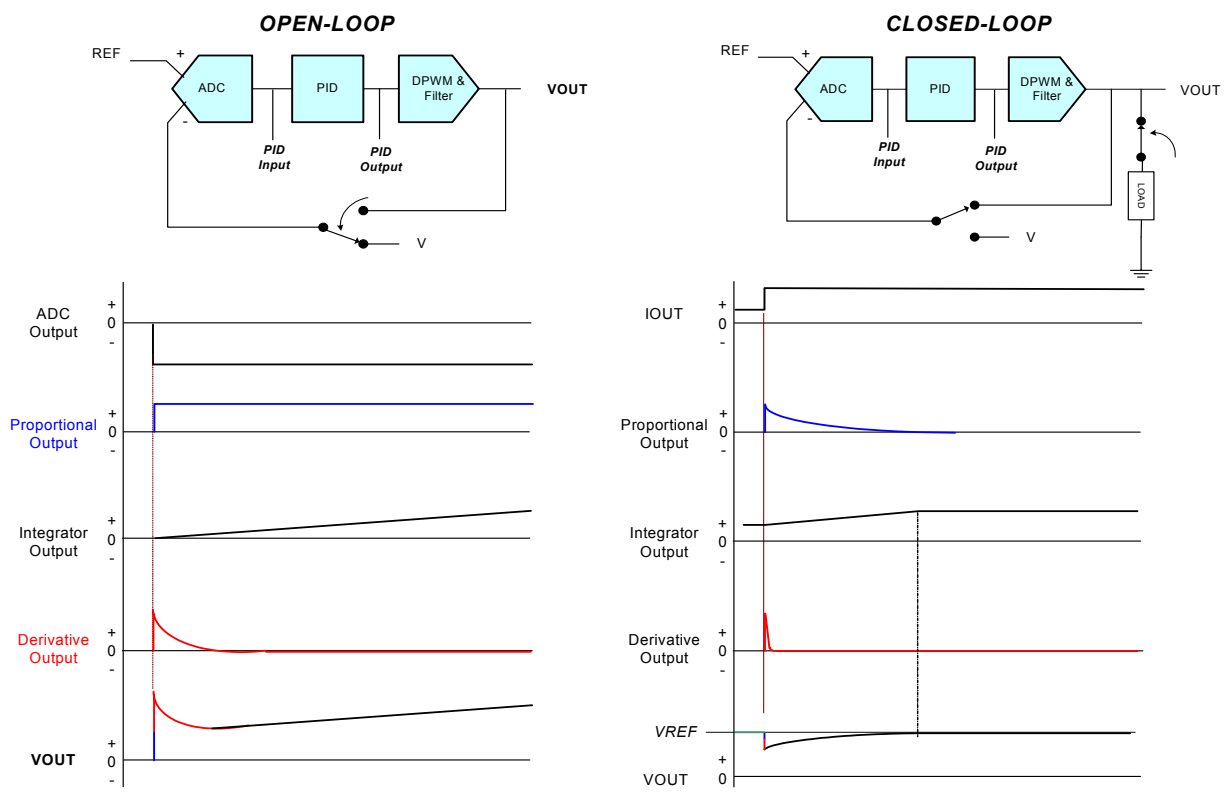 OPEN-LOOP
REF
+
-
ADC
PID
DPWM &
Filter
VOUT
PID
Input
PID
Output
V
ADC
Output
+
0
-
Proportional
Output
+
0
-
Integrator
Output
+
0
-
Derivative
Output
+
0
-
VOUT
+
0
-
CLOSED-LOOP
REF
+
-
ADC
PID
DPWM &
Filter
VOUT
PID
Input
PID
Output
LOAD
V
IOUT
+
0
-
Proportional
Output
+
0
-
Integrator
Output
+
0
-
Derivative
Output
+
0
-
VREF
+
VOUT
0